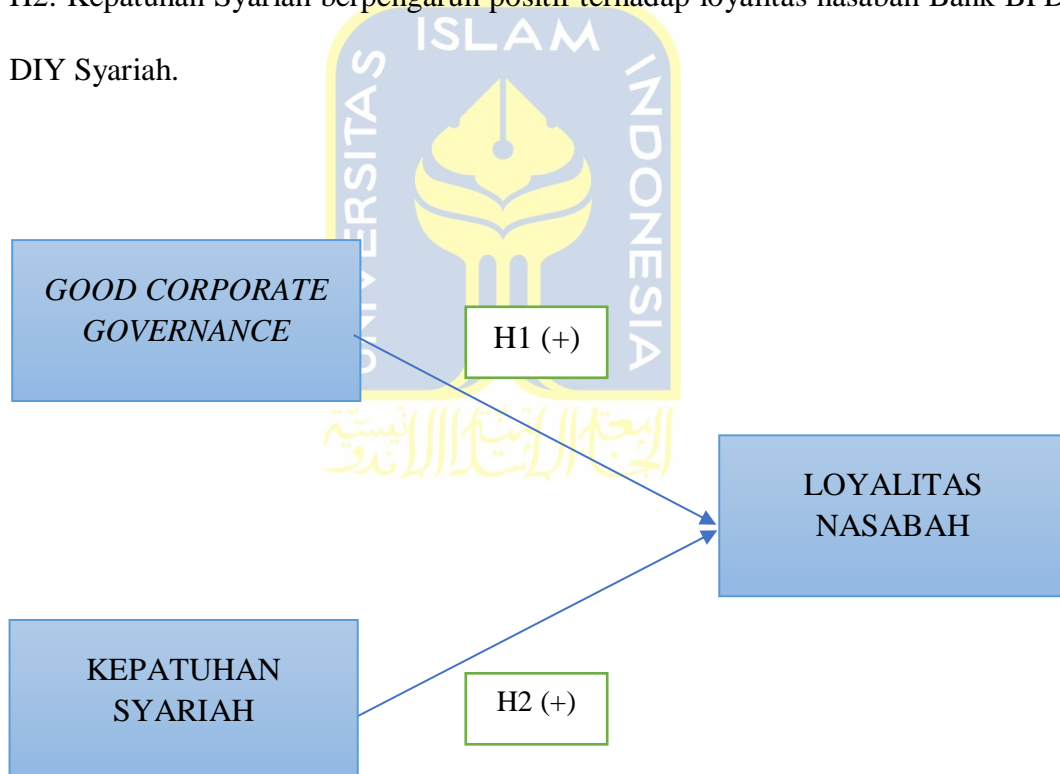 H2: Kepatuhan Syariah berpengaruh positif terhadap loyalitas nasabah Bank BPD
DIY Syariah.
UNIVERSITAS
ISLAM
INDONESIA
GOOD CORPORATE
GOVERNANCE
H1 (+)
LOYALITAS
NASABAH
KEPATUHAN
SYARIAH
H2 (+)